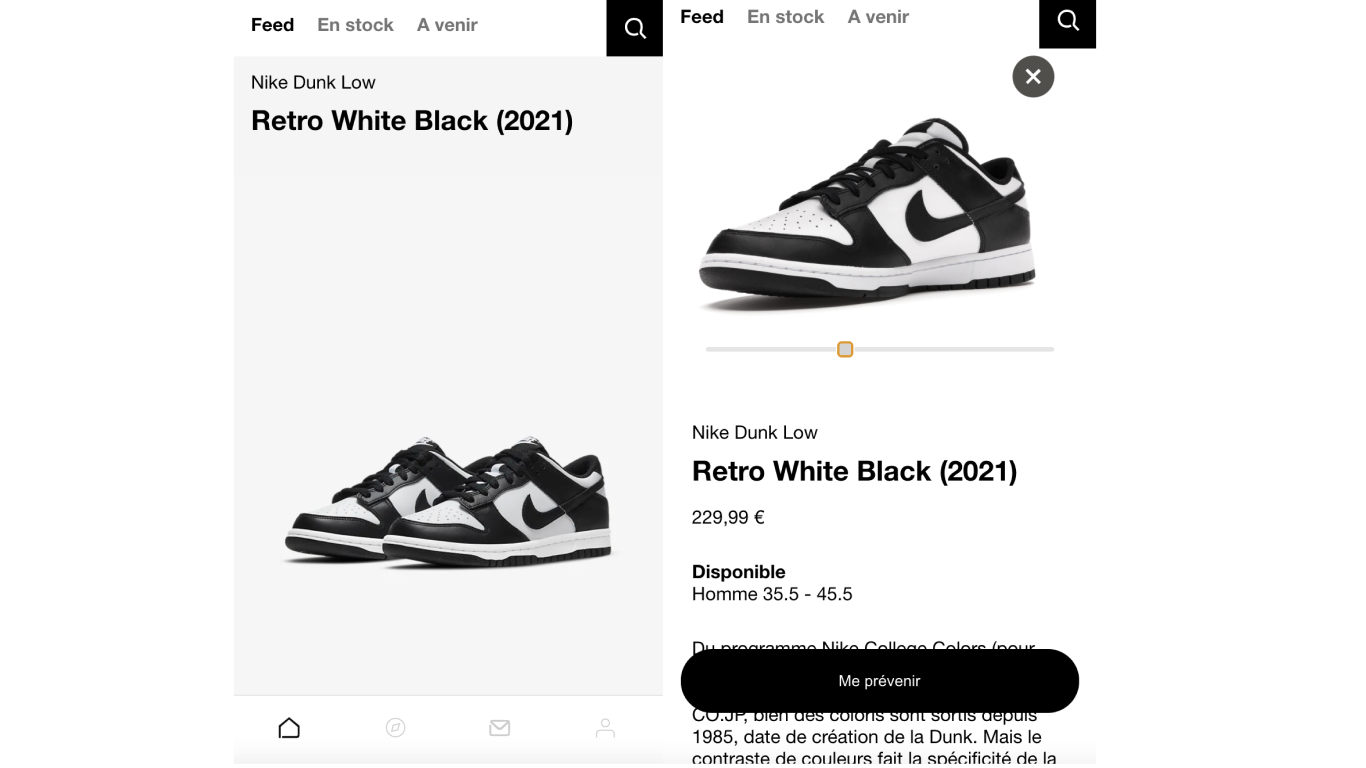 Feed En stock A venir
Nike Dunk Low
Retro White Black (2021)
Feed En stock A venir
Nike Dunk Low
Retro White Black (2021)
229,99 €
Disponible
Homme 35.5 - 45.5
Du programme Nike College Colors (pour
Me prévenir
CO.JP, bien des coloris sont sortis depuis
1985, date de création de la Dunk. Mais le
contraste de couleurs fait la spécificité de la